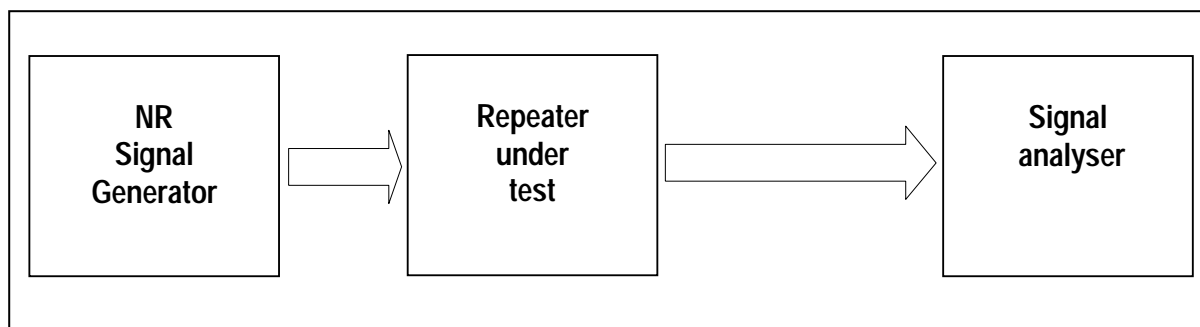 NR
Signal
Generator
Repeater
under
test
Signal
analyser